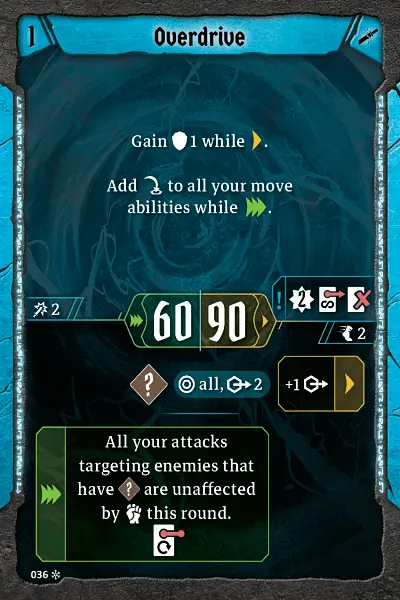 1
Overdrive
Gain 1 while .
Add to all your move
abilities while .
2
60 90
! 2 8
2
? all, 2
+1
All your attacks
targeting enemies that
have ? are unaffected
by this round.
036